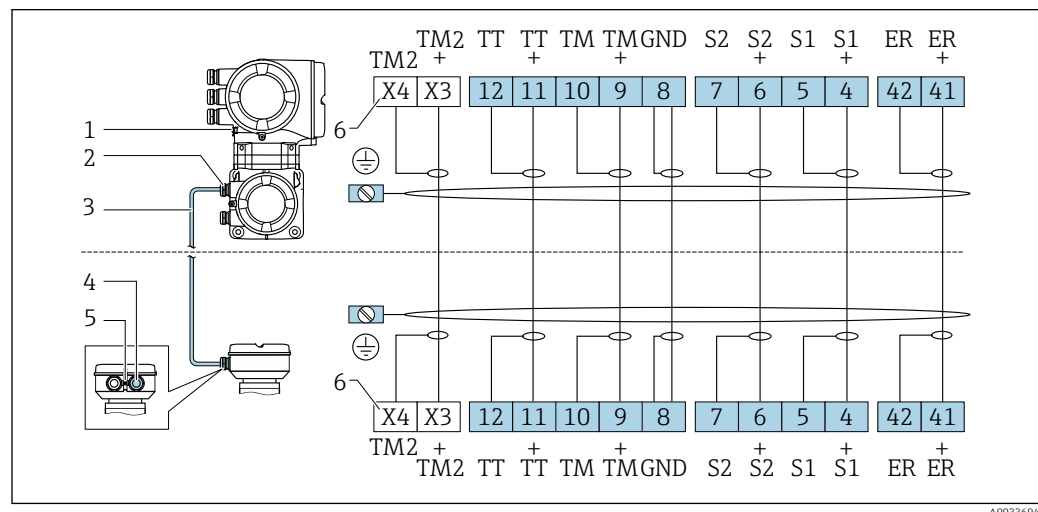 TM2 TT TT TM TM GND S2 S2 S1 S1 ER ER
TM2 + + + + + +
X4 X3 12 11 10 9 8 7 6 5 4 42 41
6
1
2
3
4
5
6
X4 X3 12 11 10 9 8 7 6 5 4 42 41
TM2 + + + + + +
TM2 TT TT TM TM GND S2 S2 S1 S1 ER ER